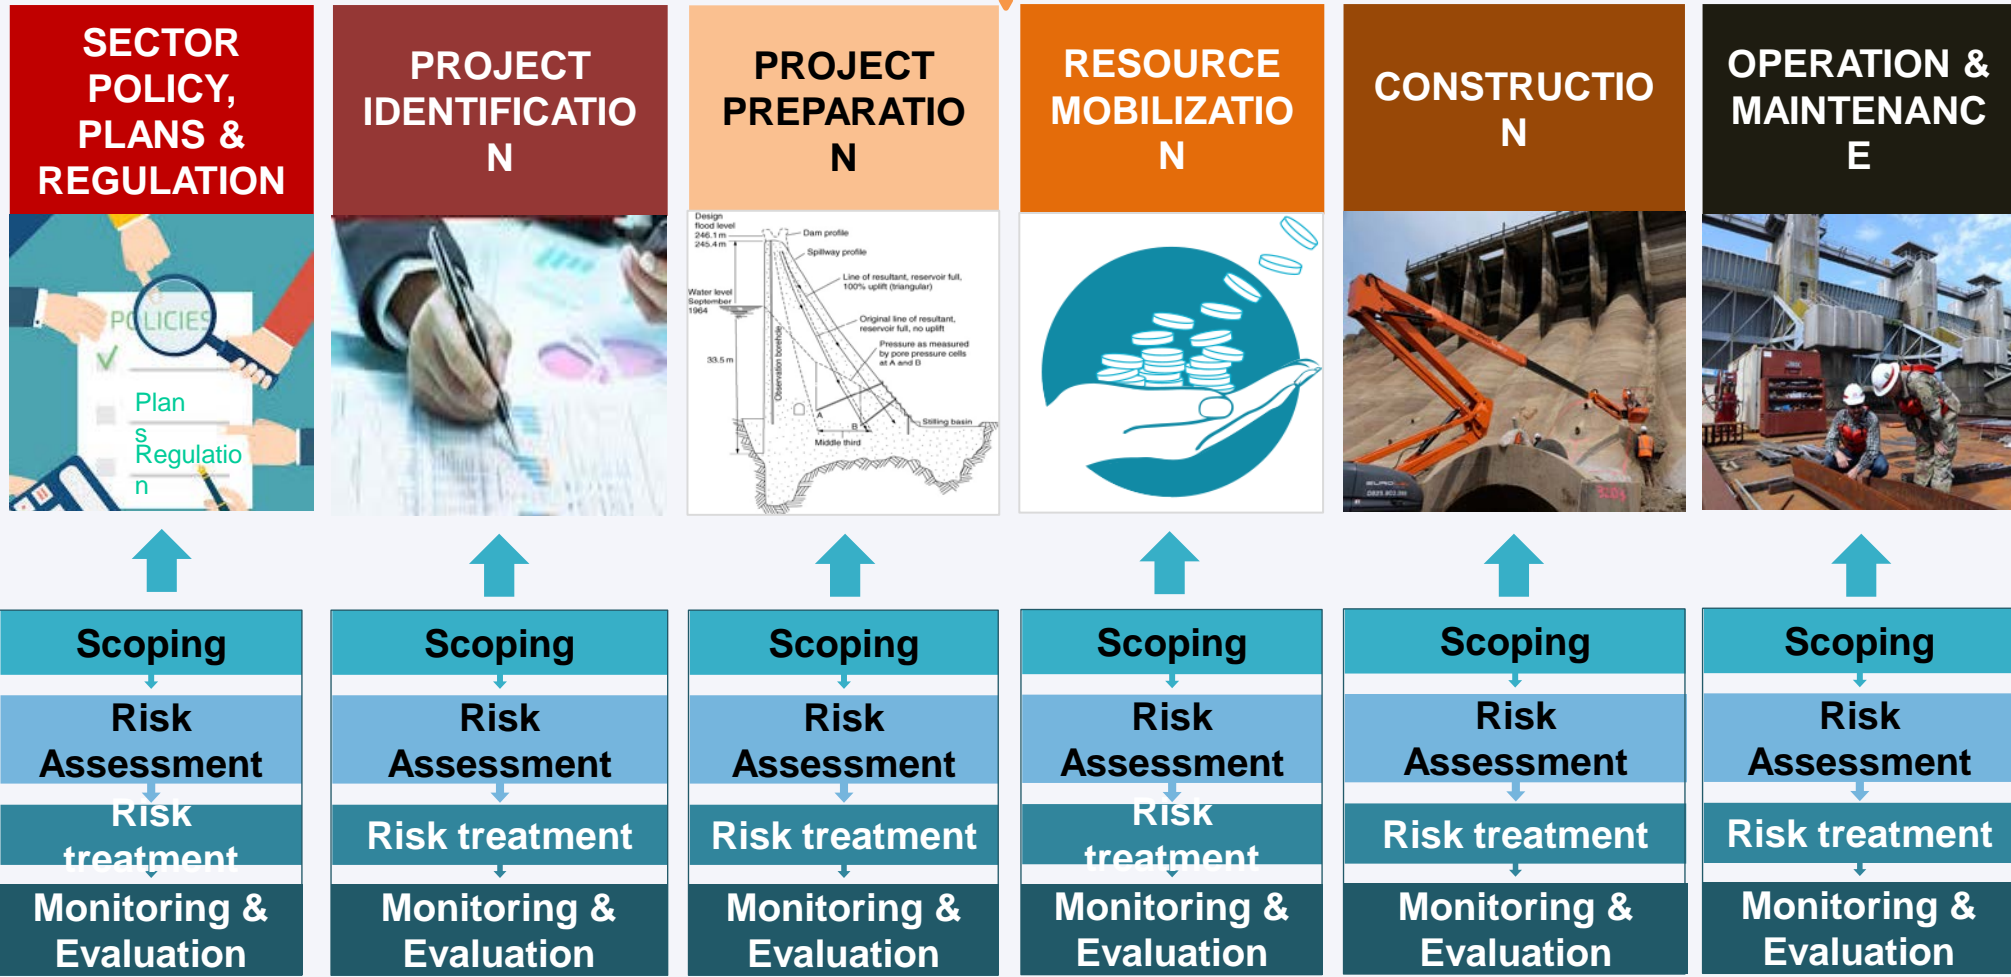 SECTOR
POLICY,
PLANS &
REGULATION
PROJECT
IDENTIFICATIO
N
PROJECT
PREPARATIO
N
RESOURCE
MOBILIZATIO
N
CONSTRUCTIO
N
OPERATION &
MAINTENANC
E
POLICIES
Plan
s
Regulatio
n
Design
flood level
246.1 m
245.4 m
Dam profile
Spillway profile
Line of resultant, reservoir full,
100% uplift (triangular)
Water level
September
1964
Original line of resultant,
reservoir full, no uplift
Pressure as measured
by pore pressure cells
at A and B
33.5 m
Observation borehole
A
B
Stilling basin
Middle third
Scoping
Risk
Assessment
Risk
treatment
Monitoring &
Evaluation
Scoping
Risk
Assessment
Risk treatment
Monitoring &
Evaluation
Scoping
Risk
Assessment
Risk treatment
Monitoring &
Evaluation
Scoping
Risk
Assessment
Risk
treatment
Monitoring &
Evaluation
Scoping
Risk
Assessment
Risk treatment
Monitoring &
Evaluation
Scoping
Risk
Assessment
Risk treatment
Monitoring &
Evaluation